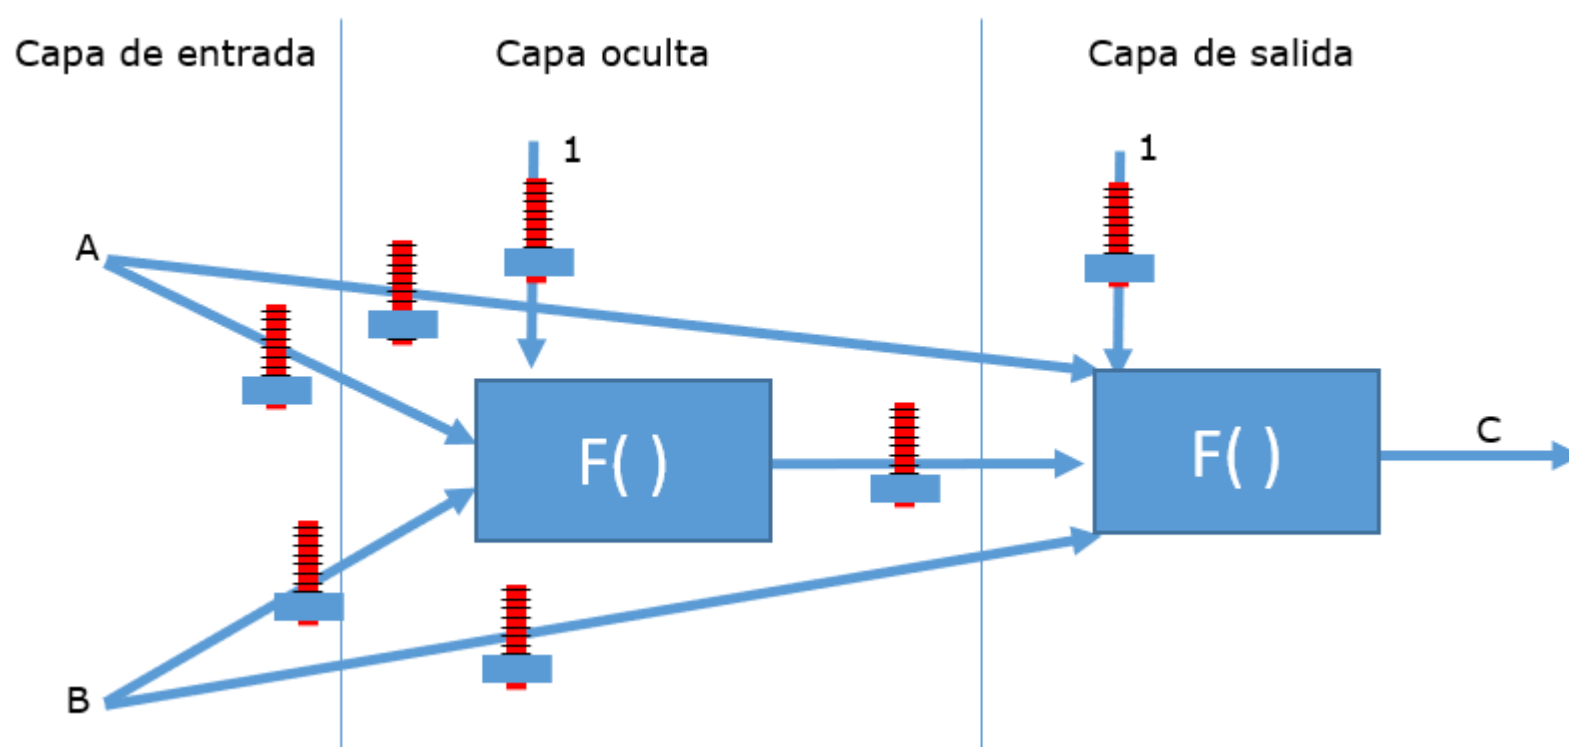 Capa de entrada
Capa oculta
Capa de salida
1
1
A
F( )
F( )
C
B